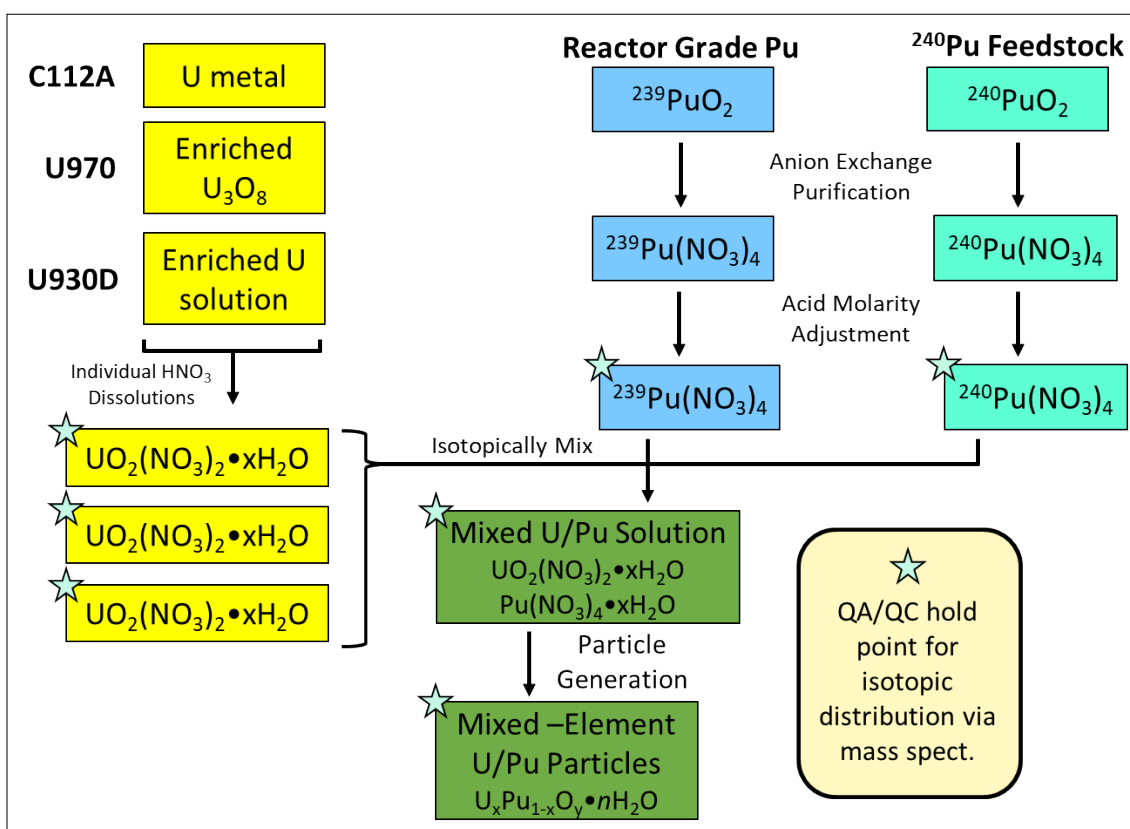 C112A
U metal
U970
Enriched
U₃O₈
U930D
Enriched U
solution
Individual HNO₃
Dissolutions
UO₂(NO₃)₂•xH₂O
UO₂(NO₃)₂•xH₂O
UO₂(NO₃)₂•xH₂O
Reactor Grade Pu
²³⁹PuO₂
²⁴⁰Pu Feedstock
²⁴⁰PuO₂
Anion Exchange
Purification
²³⁹Pu(NO₃)₄
²⁴⁰Pu(NO₃)₄
Acid Molarity
Adjustment
²³⁹Pu(NO₃)₄
²⁴⁰Pu(NO₃)₄
Isotopically Mix
Mixed U/Pu Solution
UO₂(NO₃)₂•xH₂O
Pu(NO₃)₄•xH₂O
Particle
Generation
Mixed –Element
U/Pu Particles
UₓPu₁₋ₓOᵧ•nH₂O
QA/QC hold
point for
isotopic
distribution via
mass spect.